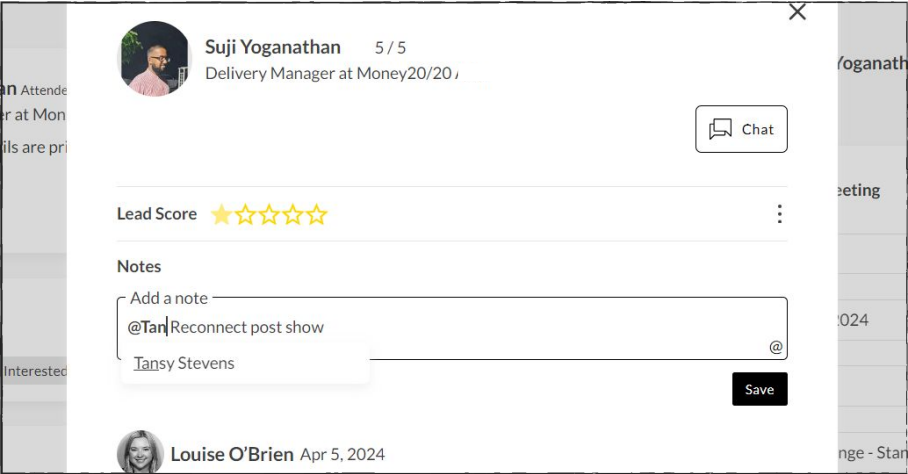 Suji Yoganathan 5 / 5
Delivery Manager at Money20/20
Chat
Lead Score
Notes
Add a note
@Tan Reconnect post show
@
Tansy Stevens
Save
Louise O'Brien Apr 5, 2024
an Attende
er at Mon
ils are pri
Interested
Yoganath
eeting
2024
nge - Stan